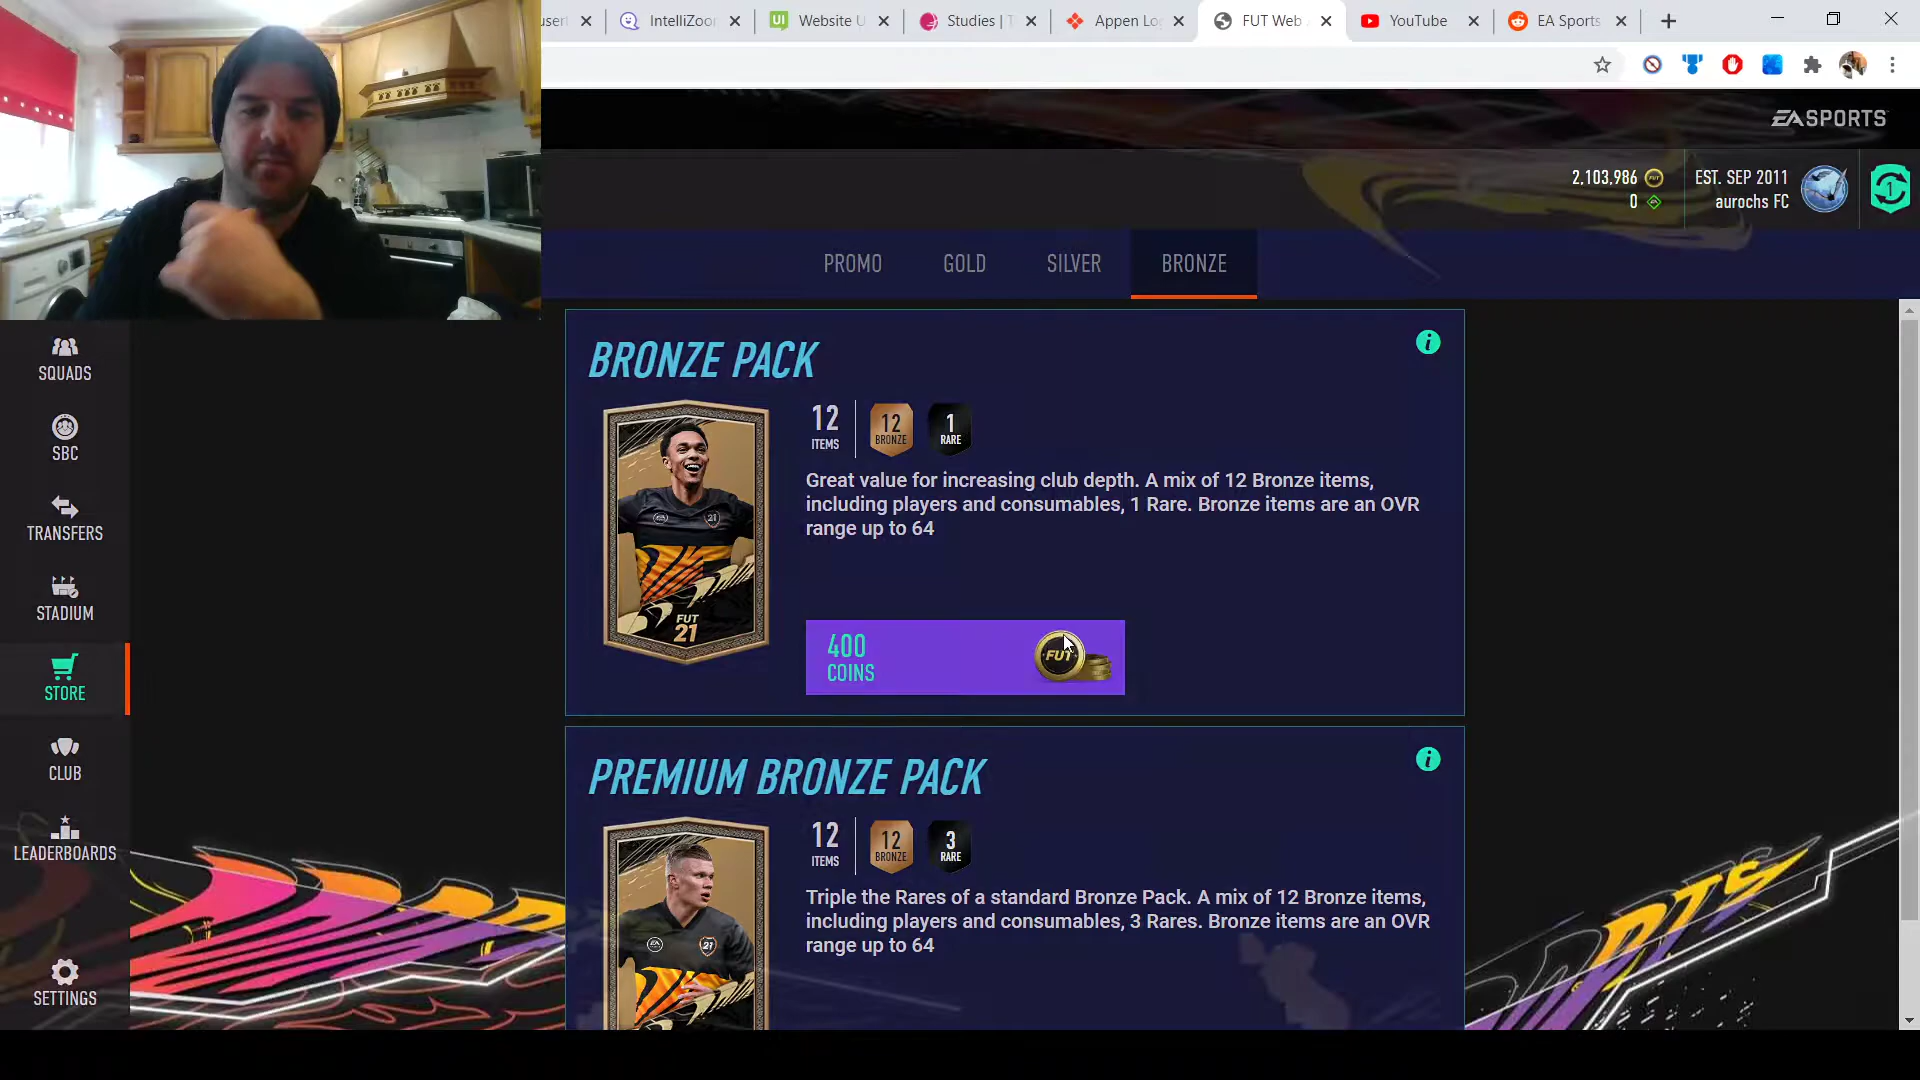 usert
IntelliZoor
Website U
Studies | T
Appen Lo
FUT Web
YouTube
EA Sports
EA SPORTS
2,103,986
0
EST. SEP 2011
aurochs FC
1
PROMO
GOLD
SILVER
BRONZE
SQUADS
SBC
TRANSFERS
STADIUM
STORE
CLUB
LEADERBOARDS
SETTINGS
BRONZE PACK
12
ITEMS
12
BRONZE
1
RARE
Great value for increasing club depth. A mix of 12 Bronze items,
including players and consumables, 1 Rare. Bronze items are an OVR
range up to 64
FUT
21
400
COINS
FUT
PREMIUM BRONZE PACK
12
ITEMS
12
BRONZE
3
RARE
Triple the Rares of a standard Bronze Pack. A mix of 12 Bronze items,
including players and consumables, 3 Rares. Bronze items are an OVR
range up to 64
21